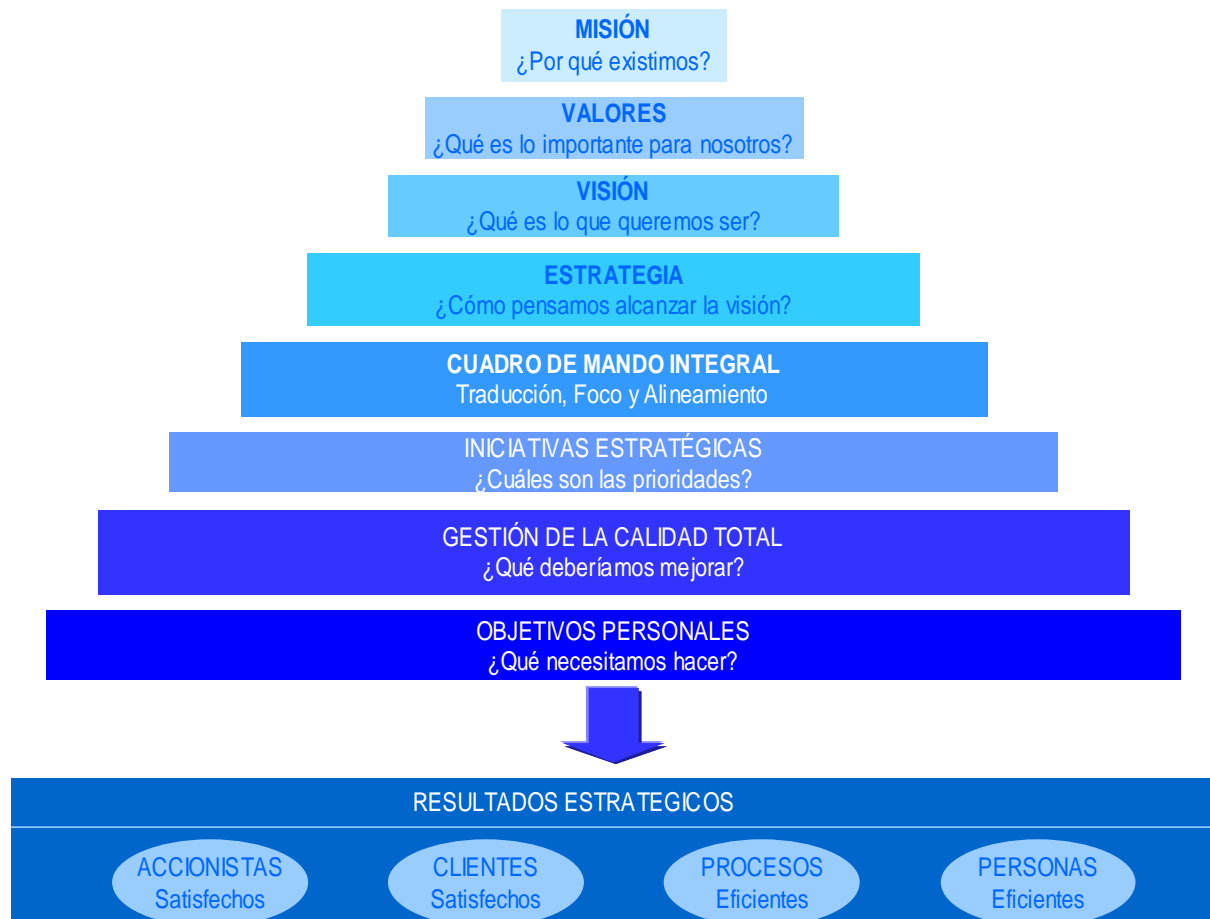 MISIÓN
¿Por qué existimos?
VALORES
¿Qué es lo importante para nosotros?
VISIÓN
¿Qué es lo que queremos ser?
ESTRATEGIA
¿Cómo pensamos alcanzar la visión?
CUADRO DE MANDO INTEGRAL
Traducción, Foco y Alineamiento
INICIATIVAS ESTRATÉGICAS
¿Cuáles son las prioridades?
GESTIÓN DE LA CALIDAD TOTAL
¿Qué deberíamos mejorar?
OBJETIVOS PERSONALES
¿Qué necesitamos hacer?
RESULTADOS ESTRATEGICOS
ACCIONISTAS
Satisfechos
CLIENTES
Satisfechos
PROCESOS
Eficientes
PERSONAS
Eficientes